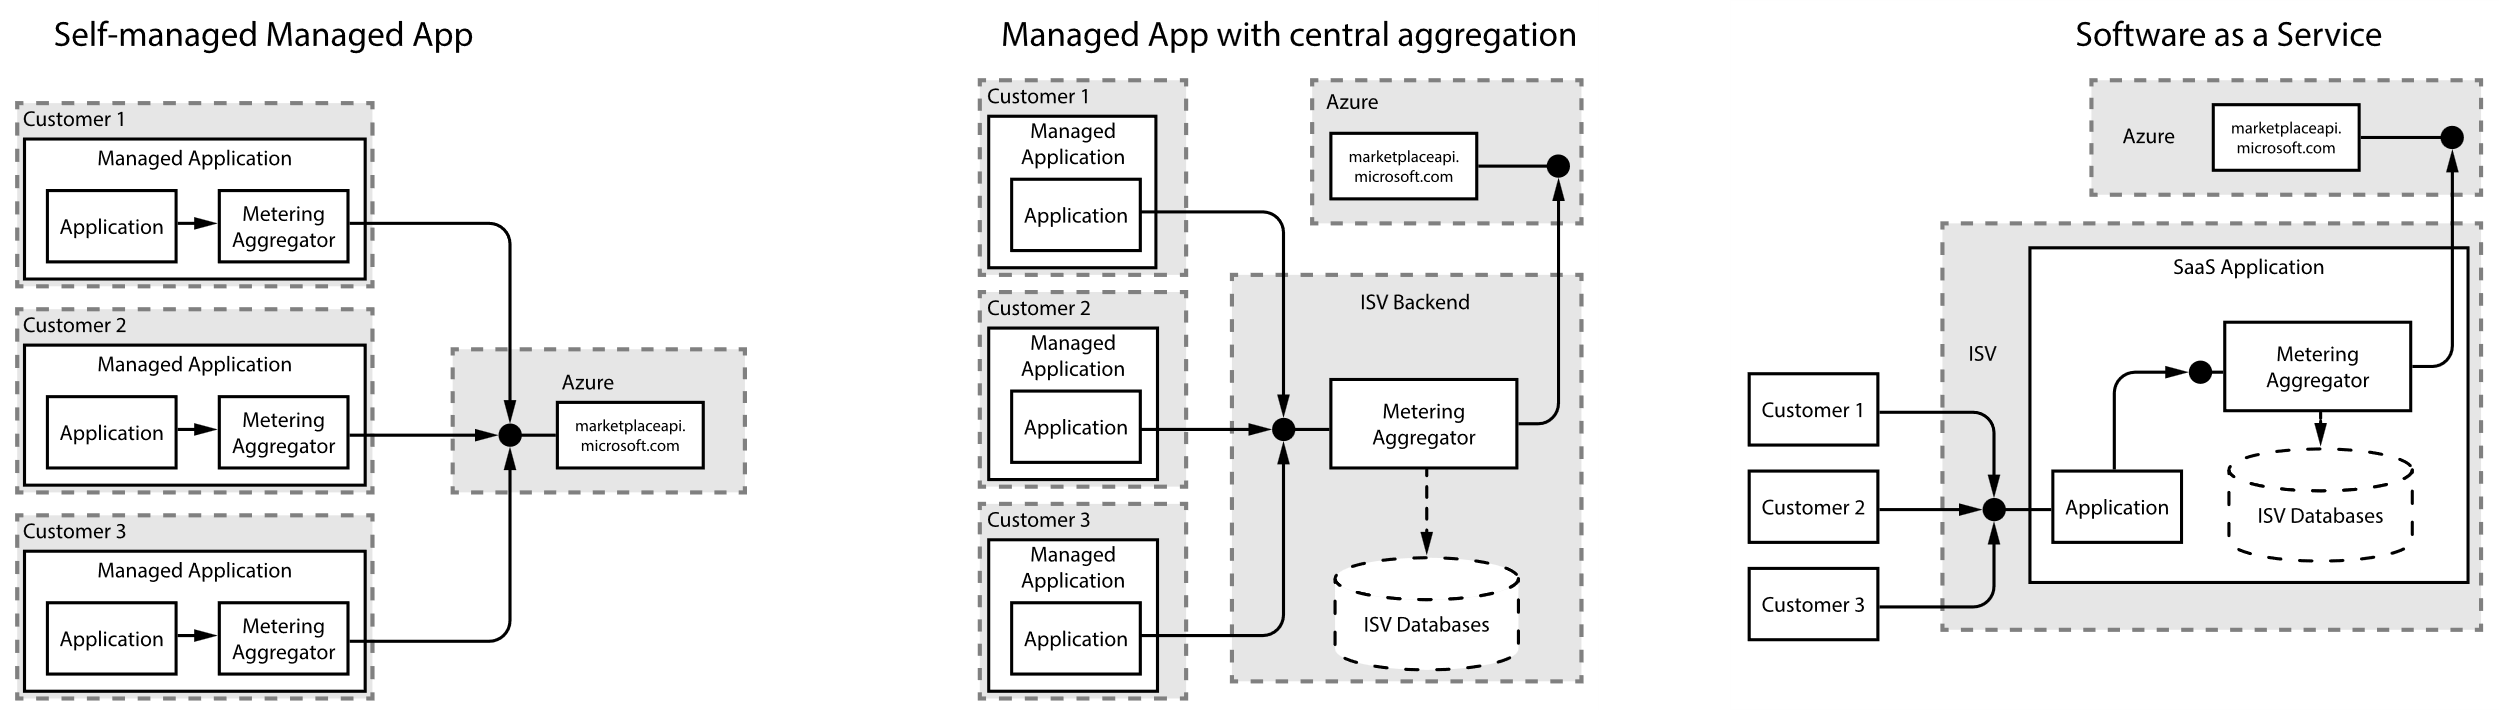 Self-managed Managed App
Customer 1
Managed Application
Application
Metering
Aggregator
Customer 2
Managed Application
Application
Metering
Aggregator
Customer 3
Managed Application
Application
Metering
Aggregator
Azure
marketplaceapi.
microsoft.com
Managed App with central aggregation
Customer 1
Managed
Application
Application
Customer 2
Managed
Application
Application
Customer 3
Managed
Application
Application
Azure
marketplaceapi.
microsoft.com
ISV Backend
Metering
Aggregator
ISV Databases
Software as a Service
Azure
marketplaceapi.
microsoft.com
Customer 1
Customer 2
Customer 3
ISV
SaaS Application
Metering
Aggregator
Application
ISV Databases